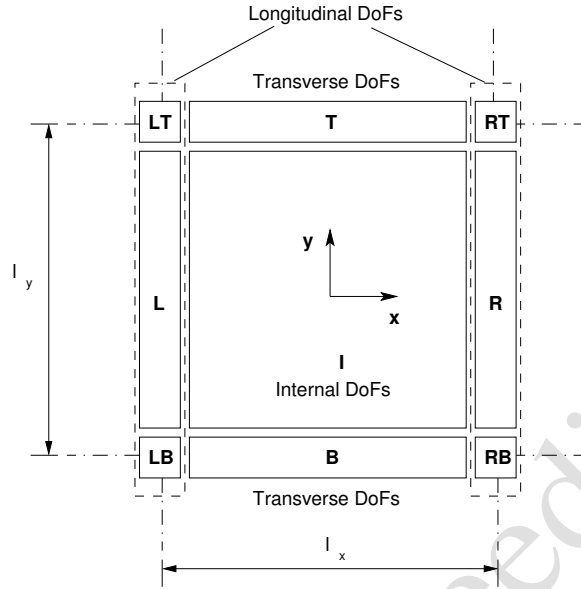 Longitudinal DoFs
Transverse DoFs
LT
T
RT
y
l y
L
x
R
I
Internal DoFs
LB
B
RB
Transverse DoFs
l x